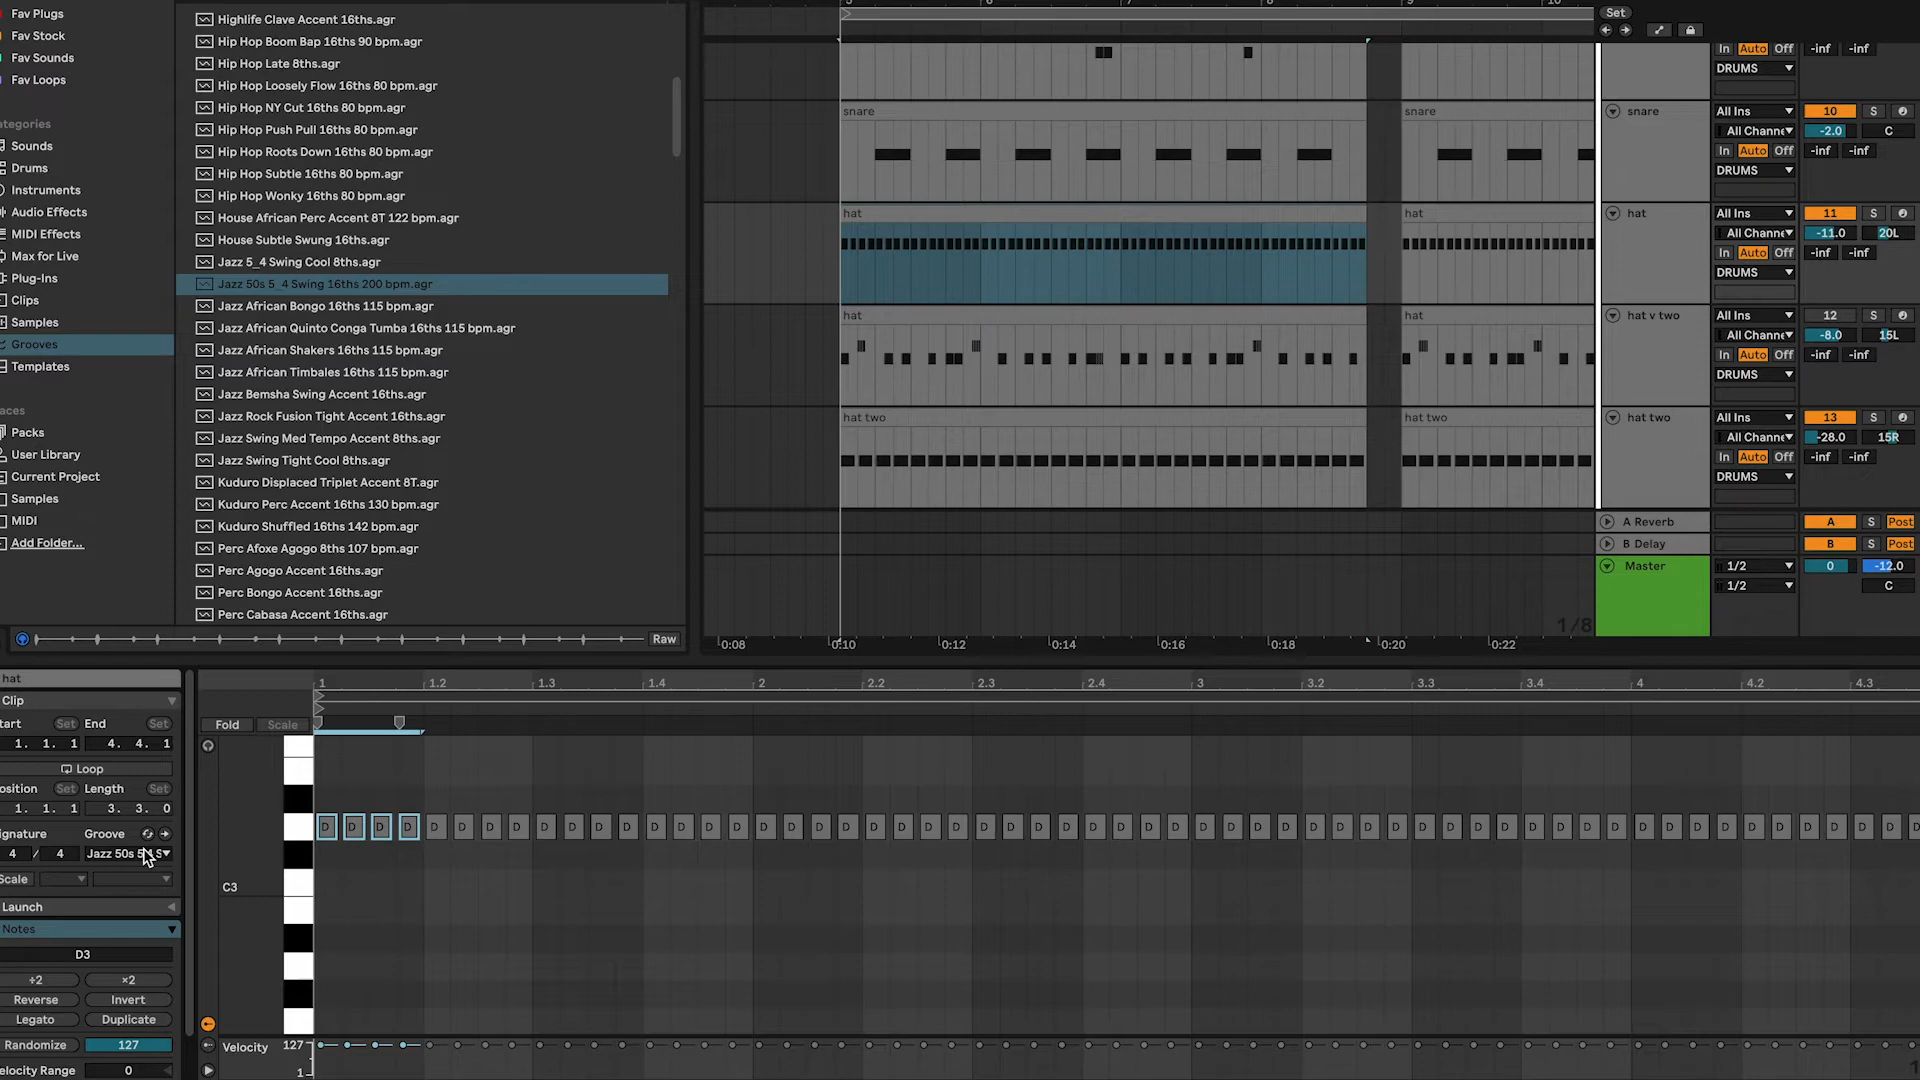 Fav Plugs
Fav Stock
Fav Sounds
Fav Loops
ategories
Sounds
Drums
Instruments
Audio Effects
MIDI Effects
Max for Live
Plug-Ins
Clips
Samples
Grooves
Templates
aces
Packs
User Library
Current Project
Samples
MIDI
Add Folder...
Highlife Clave Accent 16ths.agr
Hip Hop Boom Bap 16ths 90 bpm.agr
Hip Hop Late 8ths.agr
Hip Hop Loosely Flow 16ths 80 bpm.agr
Hip Hop NY Cut 16ths 80 bpm.agr
Hip Hop Push Pull 16ths 80 bpm.agr
Hip Hop Roots Down 16ths 80 bpm.agr
Hip Hop Subtle 16ths 80 bpm.agr
Hip Hop Wonky 16ths 80 bpm.agr
House African Perc Accent 8T 122 bpm.agr
House Subtle Swung 16ths.agr
Jazz 5_4 Swing Cool 8ths.agr
Jazz 50s 5_4 Swing 16ths 200 bpm.agr
Jazz African Bongo 16ths 115 bpm.agr
Jazz African Quinto Conga Tumba 16ths 115 bpm.agr
Jazz African Shakers 16ths 115 bpm.agr
Jazz African Timbales 16ths 115 bpm.agr
Jazz Bemsha Swing Accent 16ths.agr
Jazz Rock Fusion Tight Accent 16ths.agr
Jazz Swing Med Tempo Accent 8ths.agr
Jazz Swing Tight Cool 8ths.agr
Kuduro Displaced Triplet Accent 8T.agr
Kuduro Perc Accent 16ths 130 bpm.agr
Kuduro Shuffled 16ths 142 bpm.agr
Perc Afoxe Agogo 8ths 107 bpm.agr
Perc Agogo Accent 16ths.agr
Perc Bongo Accent 16ths.agr
Perc Cabasa Accent 16ths.agr
Raw
Set
In Auto Off -inf -inf
DRUMS
snare snare snare All Ins 10 S
All Channe -2.0 C
In Auto Off -inf -inf
DRUMS
hat hat hat All Ins 11 S
All Channe -11.0 20L
In Auto Off -inf -inf
DRUMS
hat hat hat v two All Ins 12 S
All Channe -8.0 15L
In Auto Off -inf -inf
DRUMS
hat two hat two hat two All Ins 13 S
All Channe -28.0 15R
In Auto Off -inf -inf
DRUMS
A Reverb A S Post
B Delay B S Post
Master 1/2 0 -12.0
1/2 C
1/8
0:08 0:10 0:12 0:14 0:16 0:18 0:20 0:22
hat
Clip
tart Set End Set
1. 1. 1 4. 4. 1
Loop
osition Set Length Set
1. 1. 1 3. 3. 0
ignature Groove
4 / 4 Jazz 50s 5
Scale
Launch
Notes
D3
÷2 ×2
Reverse Invert
Legato Duplicate
Randomize 127
elocity Range 0
1 1.2 1.3 1.4 2 2.2 2.3 2.4 3 3.2 3.3 3.4 4 4.2 4.3
Fold Scale
D D D D D D D D D D D D D D D D D D D D D D D D D D D D D D D D D D D D D D D D D D D D D D D D D D D D D D D D D D D
C3
Velocity 127
1